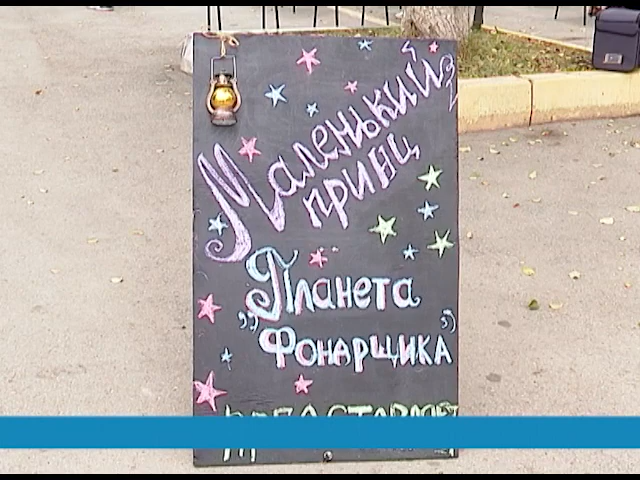 Маленький
принц
Планета
Фонарщика